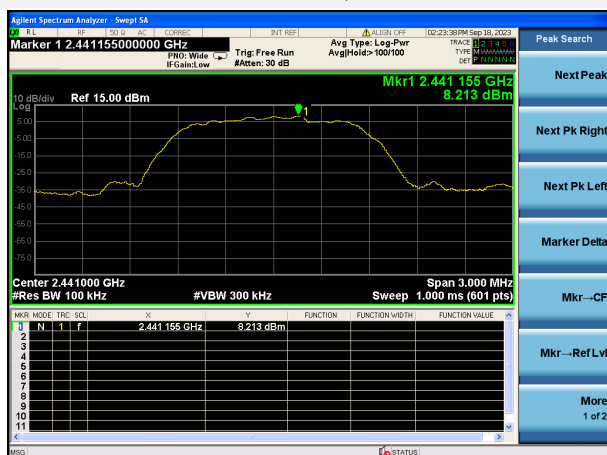 Agilent Spectrum Analyzer - Swept SA
LXI RL RF 50 Ω AC CORREC INT REF ALIGN OFF 02:23:38 PM Sep 18, 2023
Marker 1 2.441155000000 GHz
Avg Type: Log-Pwr
TRACE 1 2 3 4 5 6
PNO: Wide
Trig: Free Run
Avg|Hold:> 100/100
TYPE MWWWWW
IFGain:Low
#Atten: 30 dB
DET P NNNNN
Peak Search
Mkr1 2.441 155 GHz
8.213 dBm
10 dB/div Ref 15.00 dBm
Log
1
5.00
-5.00
-15.0
-25.0
-35.0
-45.0
-55.0
-65.0
-75.0
Center 2.441000 GHz
Span 3.000 MHz
#Res BW 100 kHz
#VBW 300 kHz
Sweep 1.000 ms (601 pts)
MKR MODE TRC SCL X Y FUNCTION FUNCTION WIDTH FUNCTION VALUE
1 N 1 f 2.441 155 GHz 8.213 dBm
2
3
4
5
6
7
8
9
10
11
Next Peak
Next Pk Right
Next Pk Left
Marker Delta
Mkr→CF
Mkr→Ref Lvl
More
1 of 2
MSG
STATUS